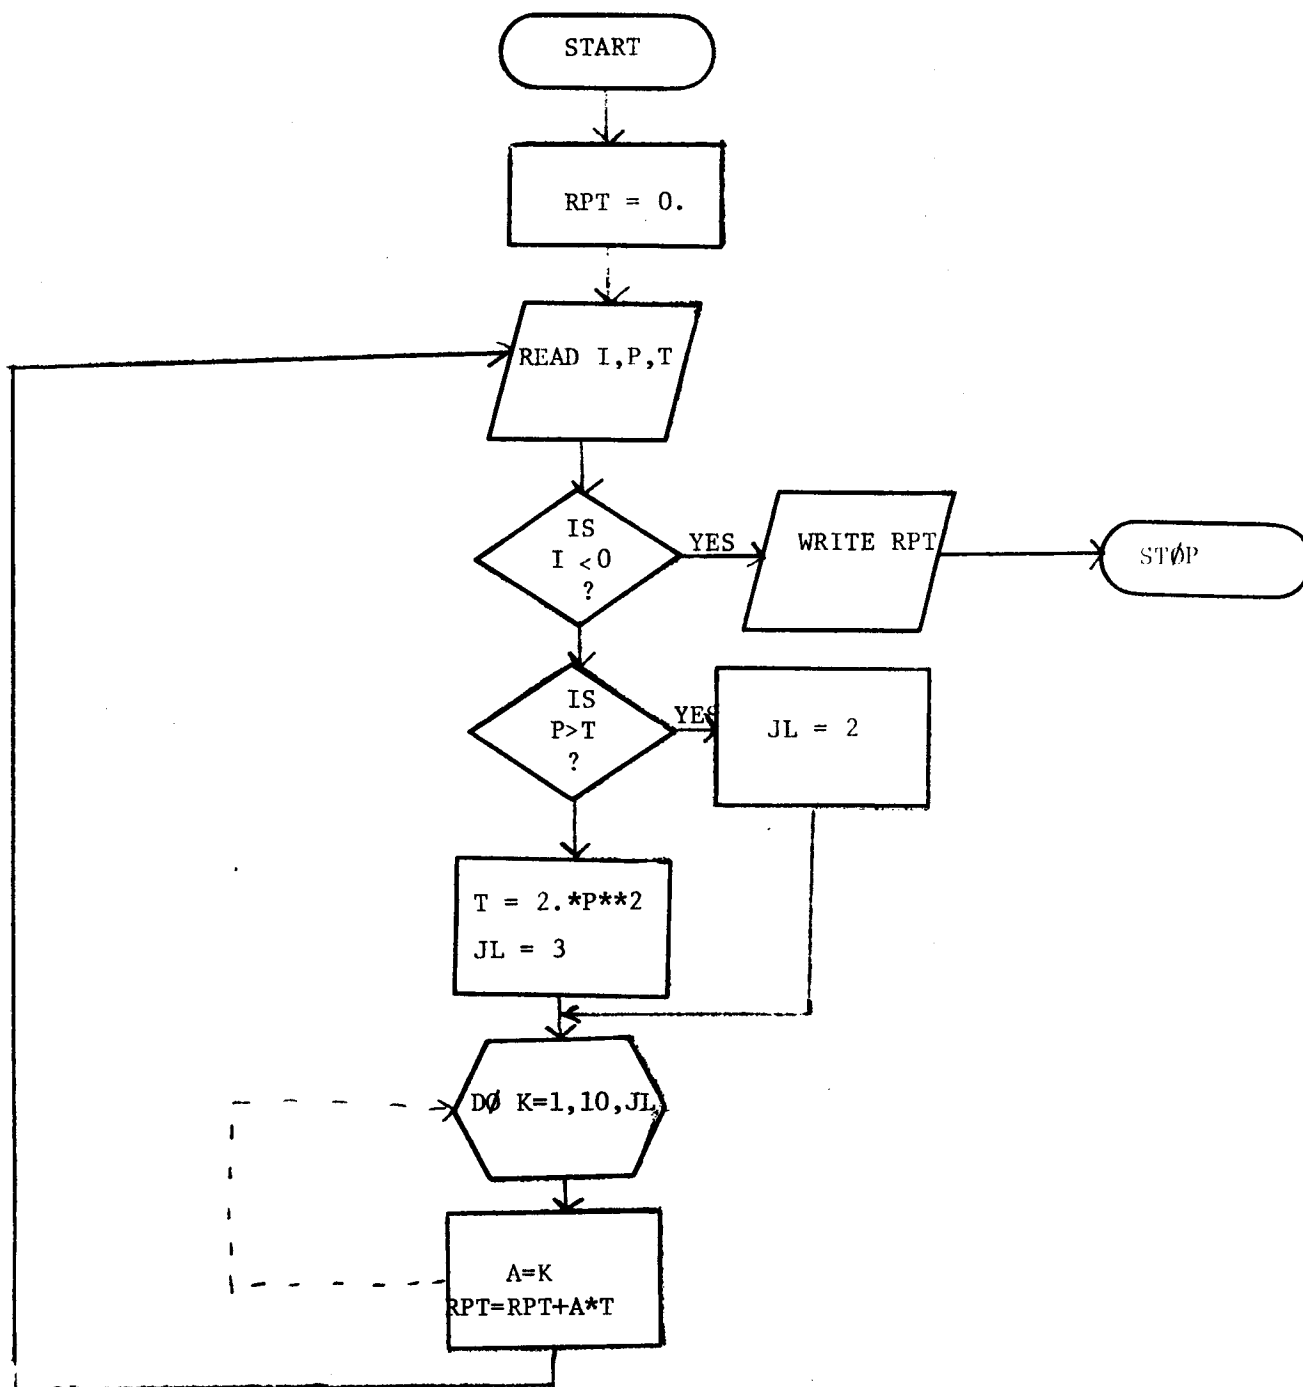 START
RPT = 0.
READ I,P,T
IS
I <0
?
YES
WRITE RPT
STØP
IS
P>T
?
YES
JL = 2
T = 2.*P**2
JL = 3
DØ K=1,10,JL
A=K
RPT=RPT+A*T